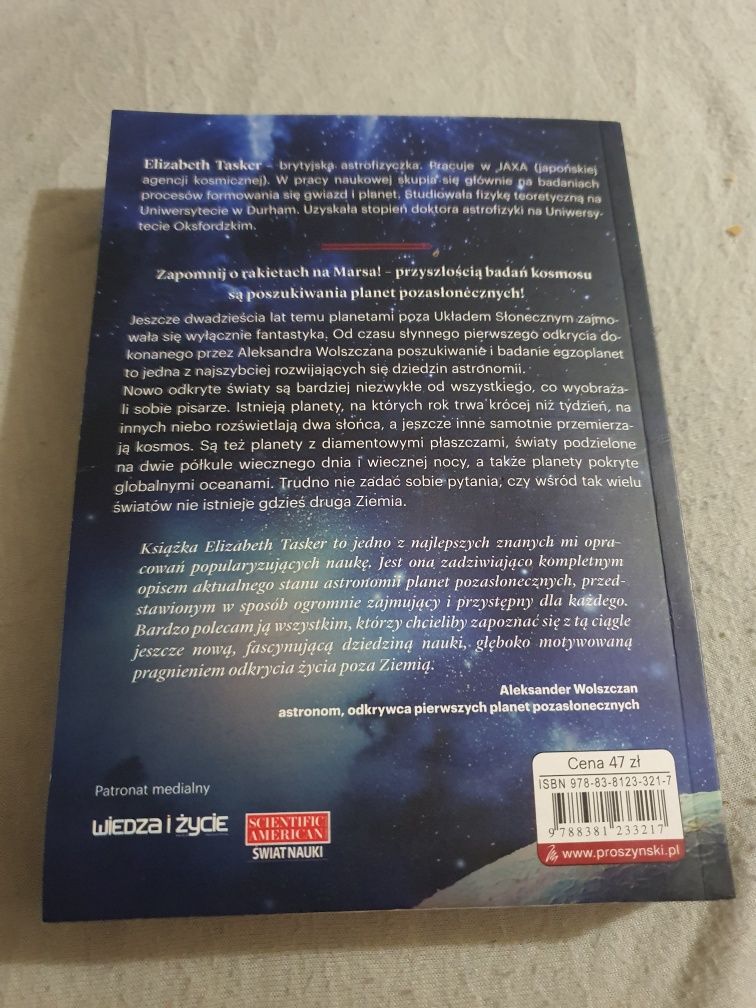 Elizabeth Tasker – brytyjska astrofizyczka. Pracuje w JAXA (japońskiej
agencji kosmicznej). W pracy naukowej skupia się głównie na badaniach
procesów formowania się gwiazd i planet. Studiowała fizykę teoretyczną na
Uniwersytecie w Durham. Uzyskała stopień doktora astrofizyki na Uniwersy-
tecie Oksfordzkim.
Zapomnij o rakietach na Marsa! – przyszłością badań kosmosu
są poszukiwania planet pozasłonecznych!
Jeszcze dwadzieścia lat temu planetami poza Układem Słonecznym zajmo-
wała się wyłącznie fantastyka. Od czasu słynnego pierwszego odkrycia do-
konanego przez Aleksandra Wolszczana poszukiwanie i badanie egzoplanet
to jedna z najszybciej rozwijających się dziedzin astronomii.
Nowo odkryte światy są bardziej niezwykłe od wszystkiego, co wyobraża-
li sobie pisarze. Istnieją planety, na których rok trwa krócej niż tydzień, na
innych niebo rozświetlają dwa słońca, a jeszcze inne samotnie przemierza-
ją kosmos. Są też planety z diamentowymi płaszczami, światy podzielone
na dwie półkule wiecznego dnia i wiecznej nocy, a także planety pokryte
globalnymi oceanami. Trudno nie zadać sobie pytania, czy wśród tak wielu
światów nie istnieje gdzieś druga Ziemia.
Książka Elizabeth Tasker to jedno z najlepszych znanych mi opra-
cowań popularyzujących naukę. Jest ona zadziwiająco kompletnym
opisem aktualnego stanu astronomii planet pozasłonecznych, przed-
stawionym w sposób ogromnie zajmujący i przystępny dla każdego.
Bardzo polecam ją wszystkim, którzy chcieliby zapoznać się z tą ciągle
jeszcze nową, fascynującą dziedziną nauki, głęboko motywowaną
pragnieniem odkrycia życia poza Ziemią.
Aleksander Wolszczan
astronom, odkrywca pierwszych planet pozasłonecznych
Cena 47 zł
ISBN 978-83-8123-321-7
9 788381 233217
www.proszynski.pl
Patronat medialny
WIEDZA i ŻYCIE
SCIENTIFIC
AMERICAN
ŚWIAT NAUKI